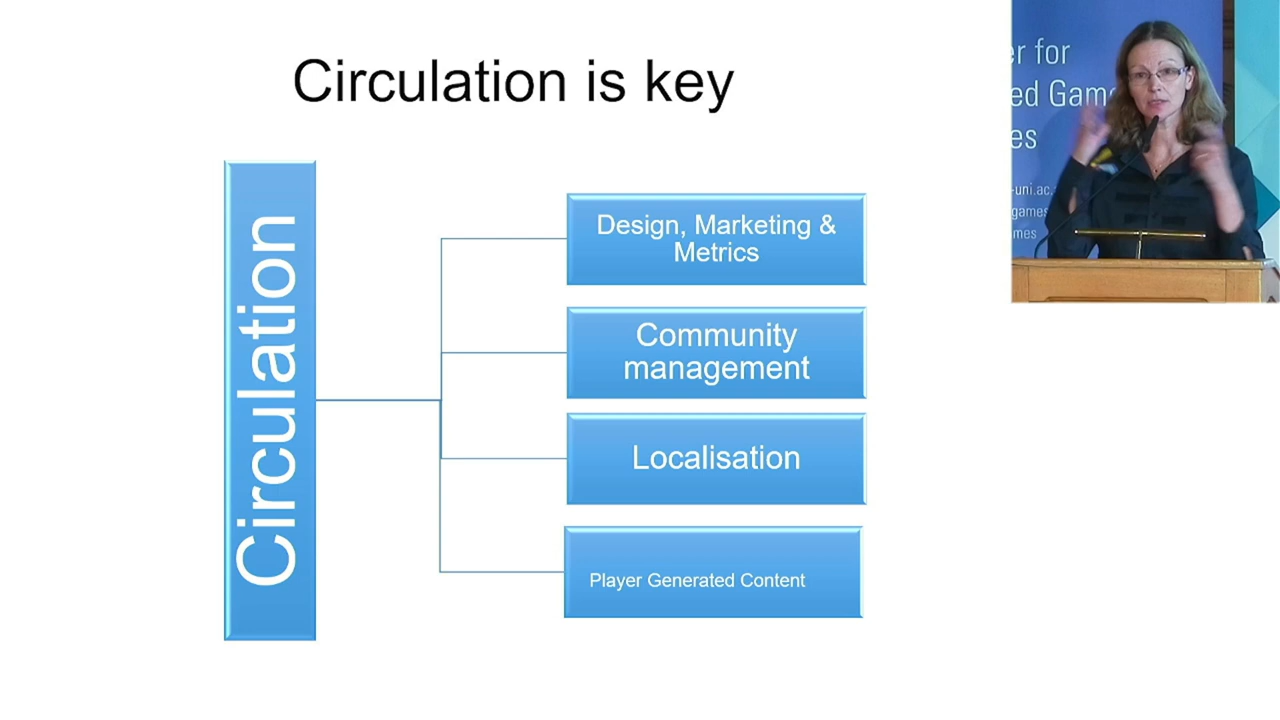 Circulation is key
Circulation
Design, Marketing &
Metrics
Community
management
Localisation
Player Generated Content
er for
ed Game
es
-uni.ac.
games
mes